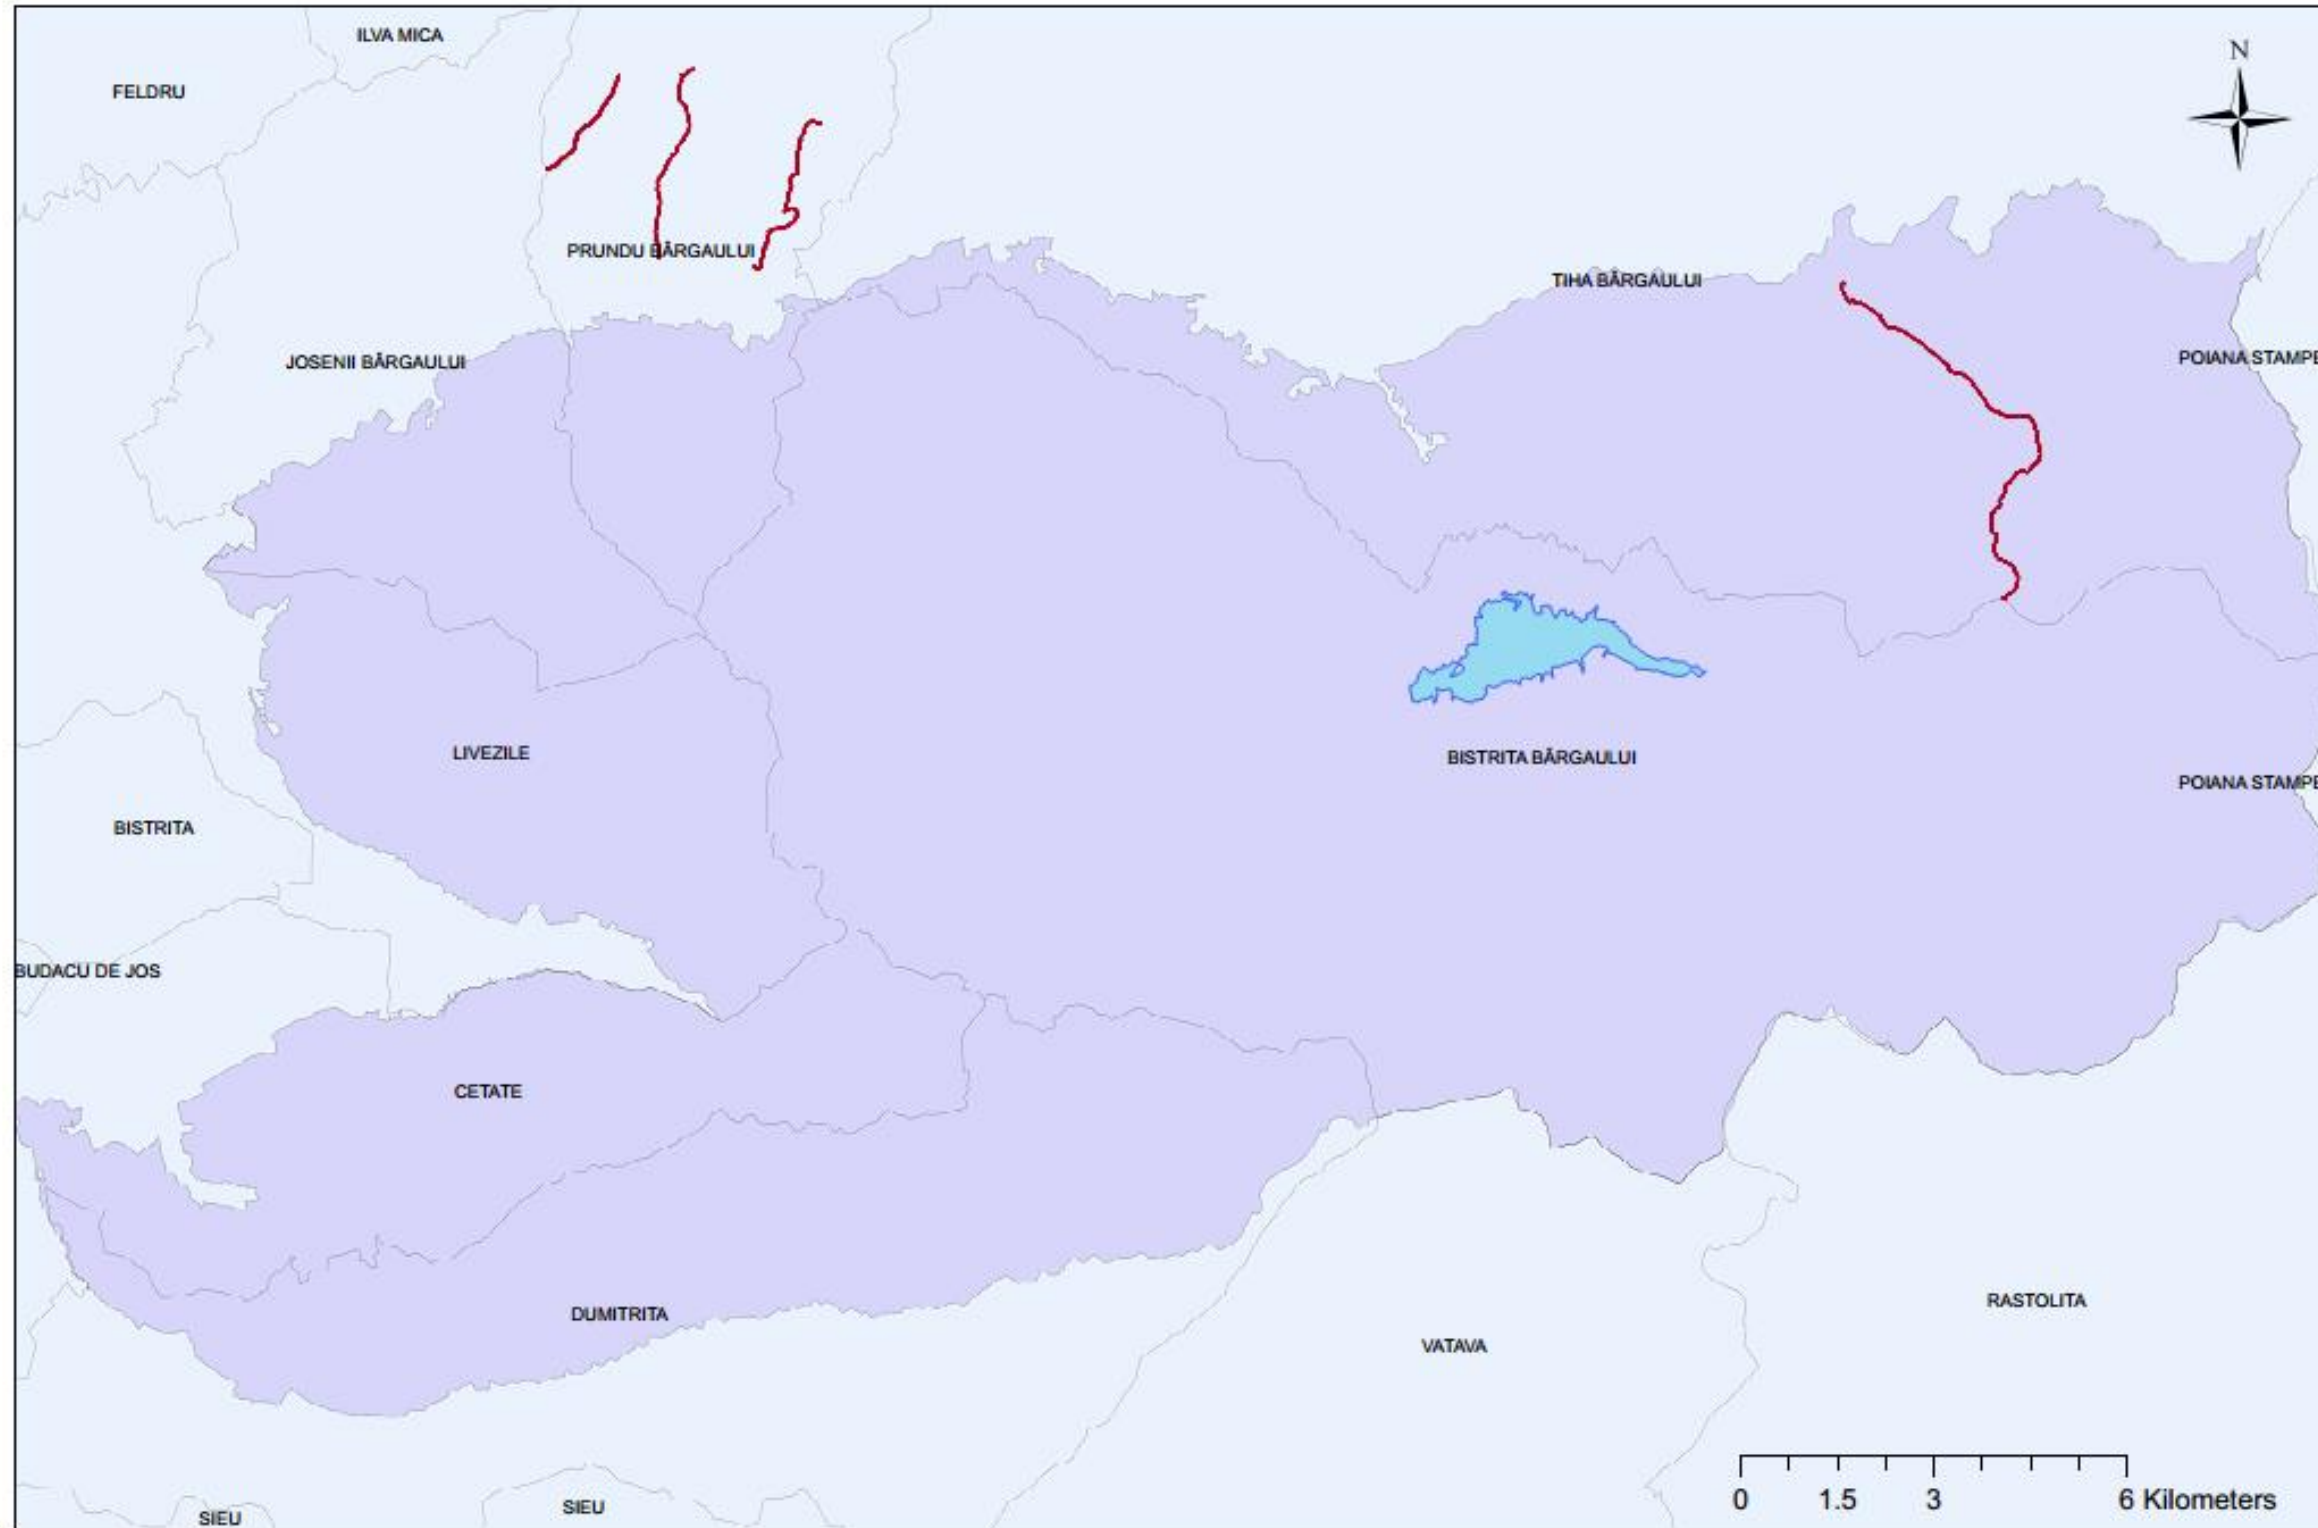 ILVA MICA
N
FELDRU
PRUNDU BÂRGAULUI
TIHA BÂRGAULUI
JOSENII BÂRGAULUI
POIANA STAMPE
LIVEZILE
BISTRITA BÂRGAULUI
POIANA STAMPE
BISTRITA
BUDACU DE JOS
CETATE
RASTOLITA
DUMITRITA
VATAVA
0 1.5 3 6 Kilometers
SIEU
SIEU